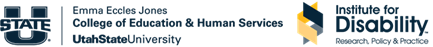 STATE
U
Emma Eccles Jones
College of Education & Human Services
UtahStateUniversity
Institute for
Disability
Research, Policy & Practice